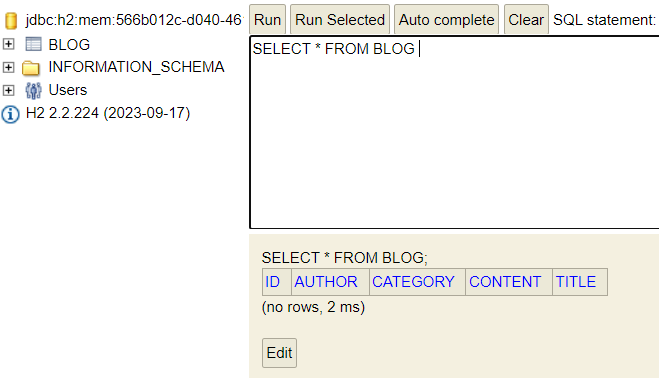 jdbc:h2:mem:566b012c-d040-46
BLOG
INFORMATION_SCHEMA
Users
H2 2.2.224 (2023-09-17)
Run Run Selected Auto complete Clear SQL statement:
SELECT * FROM BLOG
SELECT * FROM BLOG;
ID AUTHOR CATEGORY CONTENT TITLE
(no rows, 2 ms)
Edit